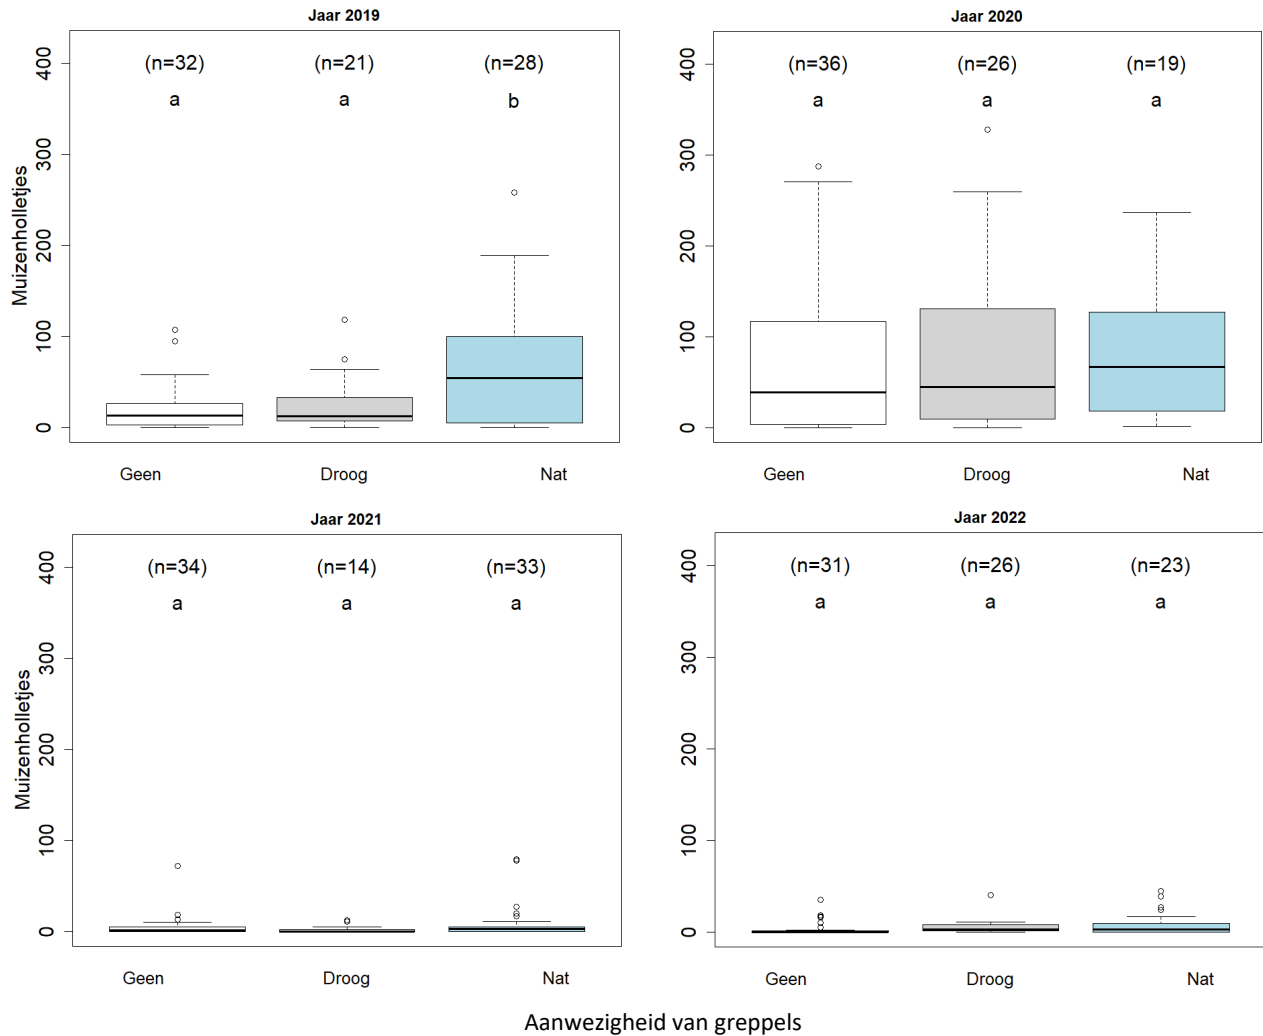 Jaar 2019
(n=32) (n=21) (n=28)
a a b
400
300
200
100
0
Muizenholletjes
Geen Droog Nat
Jaar 2020
(n=36) (n=26) (n=19)
a a a
400
300
200
100
0
Geen Droog Nat
Jaar 2021
(n=34) (n=14) (n=33)
a a a
400
300
200
100
0
Muizenholletjes
Geen Droog Nat
Jaar 2022
(n=31) (n=26) (n=23)
a a a
400
300
200
100
0
Geen Droog Nat
Aanwezigheid van greppels